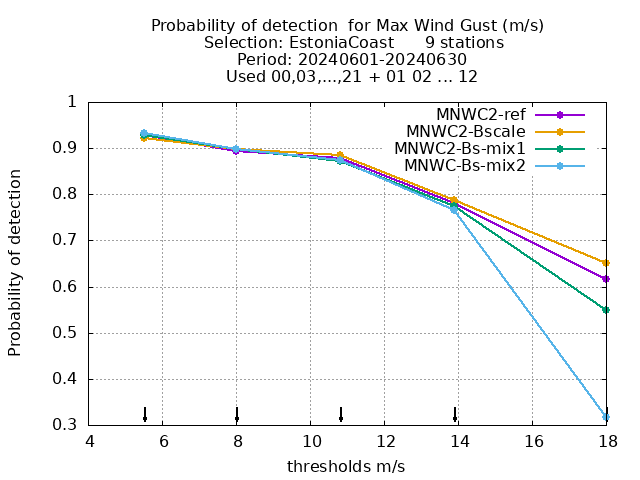 Probability of detection  for Max Wind Gust (m/s)
Selection: EstoniaCoast      9 stations
Period: 20240601-20240630
Used 00,03,...,21 + 01 02 ... 12
MNWC2-ref
MNWC2-Bscale
MNWC2-Bs-mix1
MNWC-Bs-mix2
Probability of detection
1
0.9
0.8
0.7
0.6
0.5
0.4
0.3
4 6 8 10 12 14 16 18
thresholds m/s